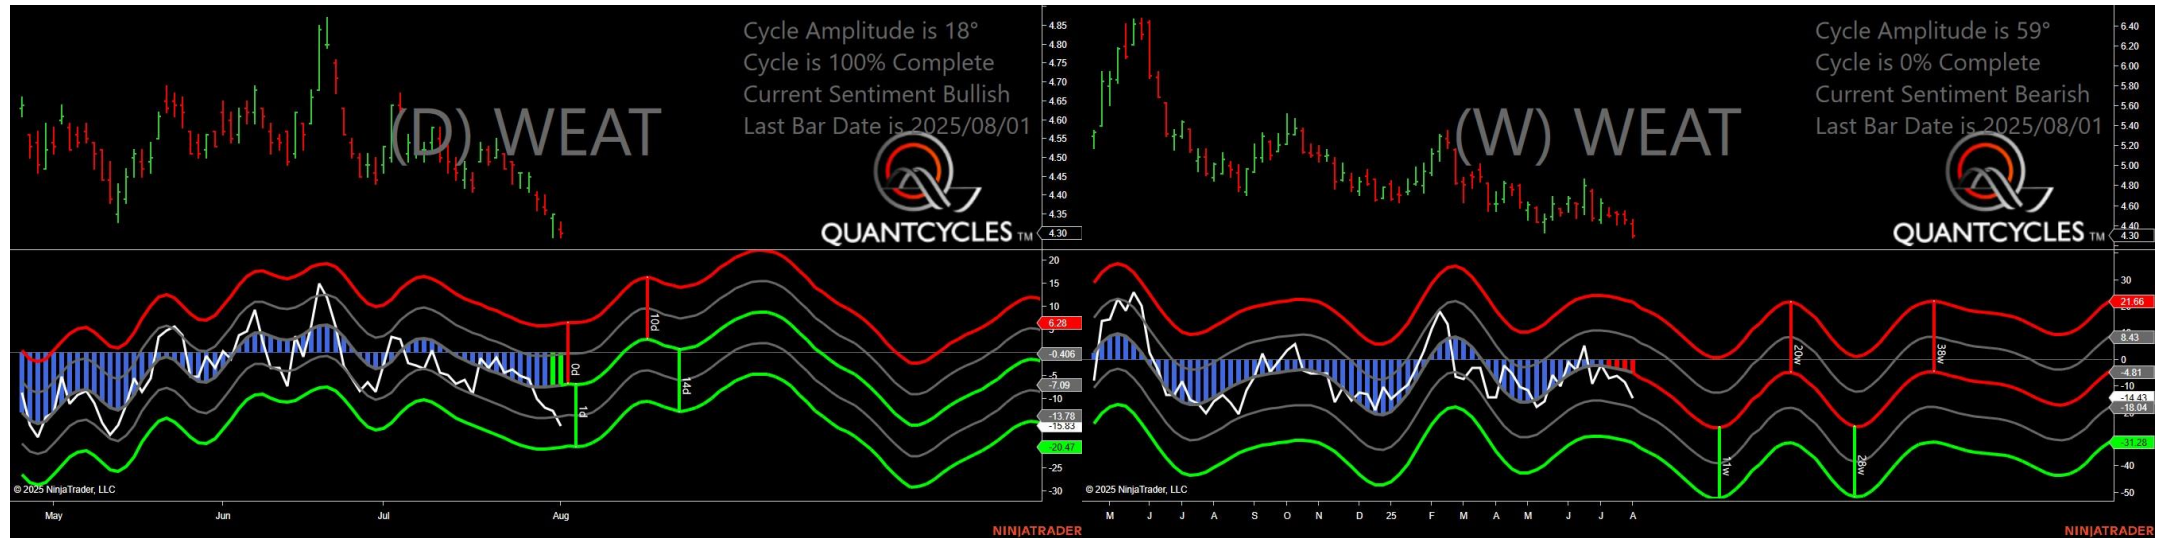 Cycle Amplitude is 18°
Cycle is 100% Complete
Current Sentiment Bullish
Last Bar Date is 2025/08/01
(D) WEAT
QUANTCYCLES TM
4.85
4.80
4.75
4.70
4.65
4.60
4.55
4.50
4.45
4.40
4.35
4.30
20
15
10
6.28
5
-0.406
-5
-7.09
-10
-13.78
-15.83
-20.47
-25
-30
0d
1d
10d
14d
© 2025 NinjaTrader, LLC
May Jun Jul Aug
NINJATRADER
Cycle Amplitude is 59°
Cycle is 0% Complete
Current Sentiment Bearish
Last Bar Date is 2025/08/01
(W) WEAT
QUANTCYCLES TM
6.40
6.20
6.00
5.80
5.60
5.40
5.20
5.00
4.80
4.60
4.40
4.30
30
21.66
8.43
0
-4.81
-10
-14.43
-18.04
-31.28
-40
-50
11w
20w
28w
38w
© 2025 NinjaTrader, LLC
M J J A S O N D 25 F M A M J J A
NINJATRADER